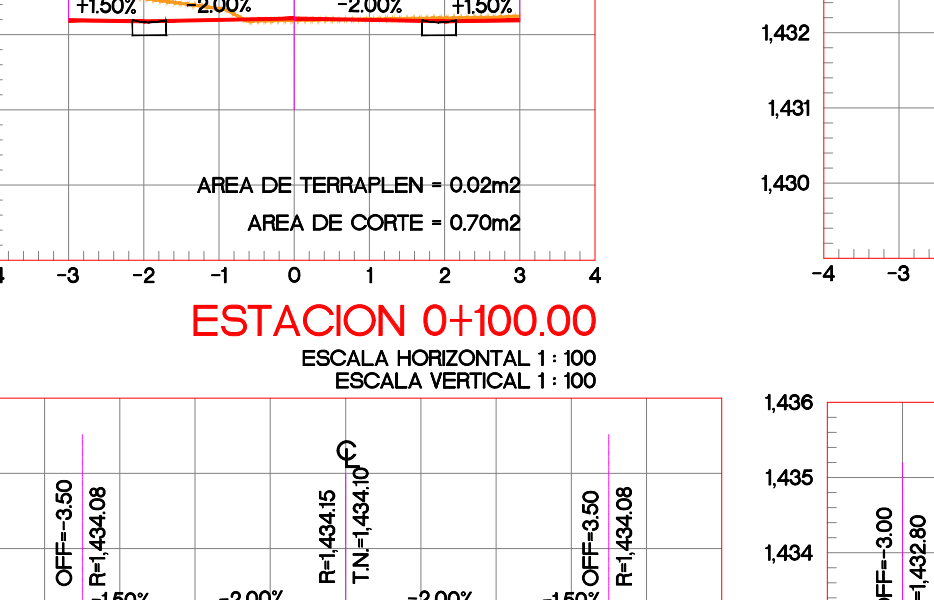 +1.50% -2.00% -2.00% +1.50%
1,432
1,431
1,430
AREA DE TERRAPLEN = 0.02m2
AREA DE CORTE = 0.70m2
-3 -2 -1 0 1 2 3 4
-4 -3
ESTACION 0+100.00
ESCALA HORIZONTAL 1 : 100
ESCALA VERTICAL 1 : 100
1,436
1,435
1,434
OFF=-3.50
R=1,434.08
CL
R=1,434.15
T.N.=1,434.10
OFF=3.50
R=1,434.08
OFF=-3.00
=1,432.80
-2.00% -2.00%